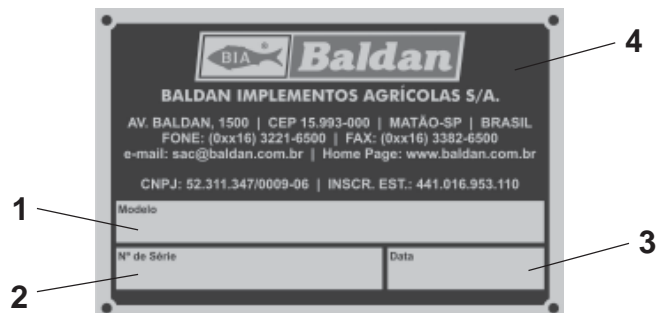 BIA Baldan
BALDAN IMPLEMENTOS AGRÍCOLAS S/A.
AV. BALDAN, 1500 | CEP 15.993-000 | MATÃO-SP | BRASIL
FONE: (0xx16) 3221-6500 | FAX: (0xx16) 3382-6500
e-mail: sac@baldan.com.br | Home Page: www.baldan.com.br
CNPJ: 52.311.347/0009-06 | INSCR. EST.: 441.016.953.110
Modelo
N° de Série
Data
1
2
3
4